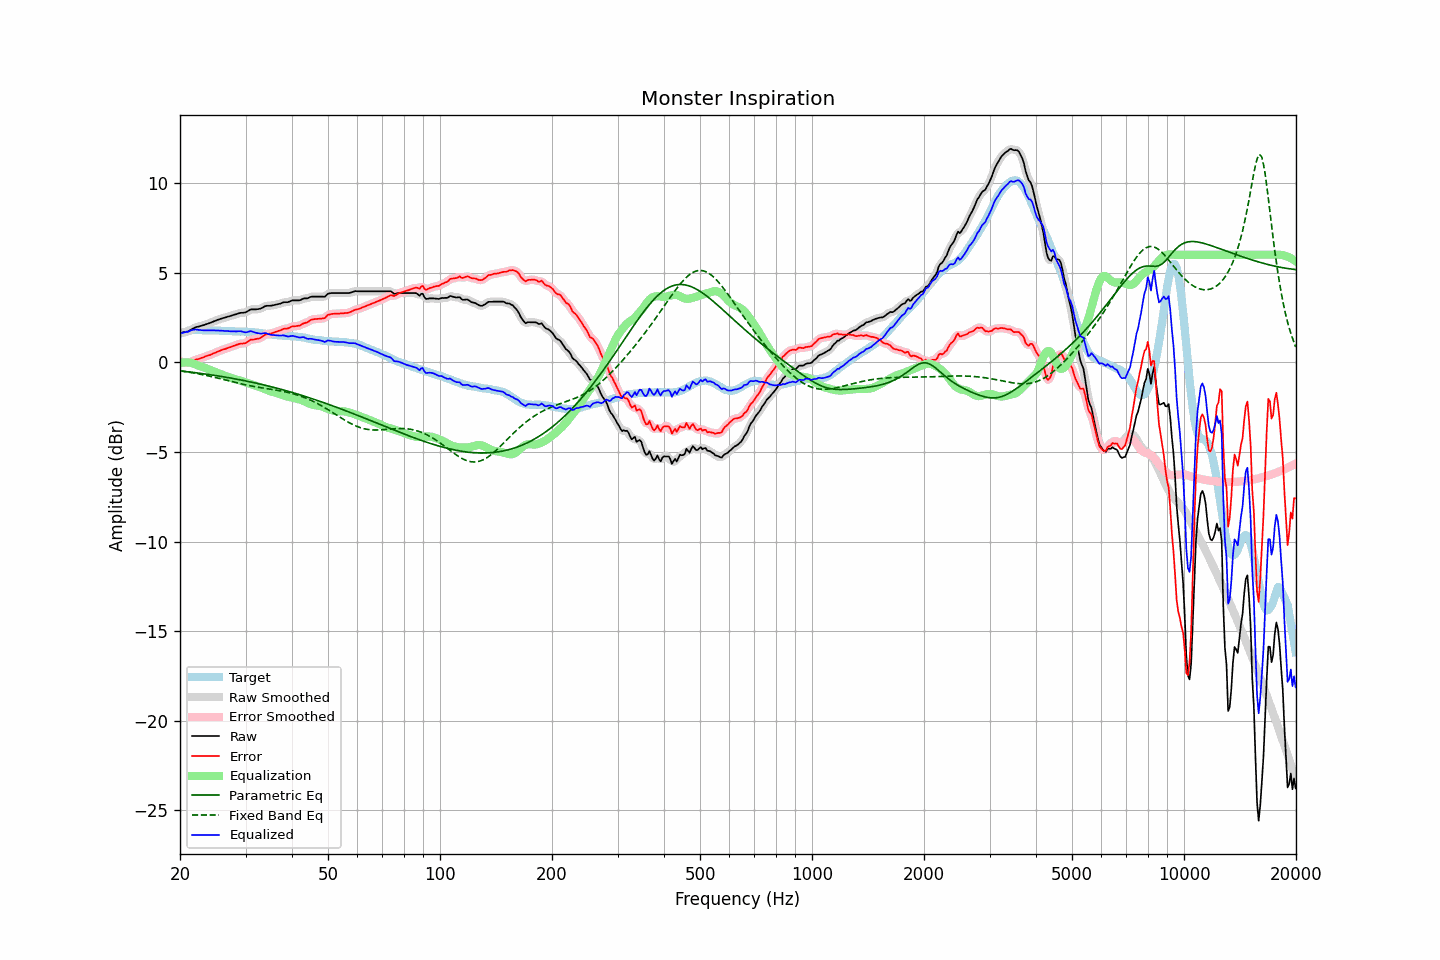 Monster Inspiration
Amplitude (dBr)
10
5
0
−5
−10
−15
−20
−25
Target
Raw Smoothed
Error Smoothed
Raw
Error
Equalization
Parametric Eq
Fixed Band Eq
Equalized
20 50 100 200 500 1000 2000 5000 10000 20000
Frequency (Hz)